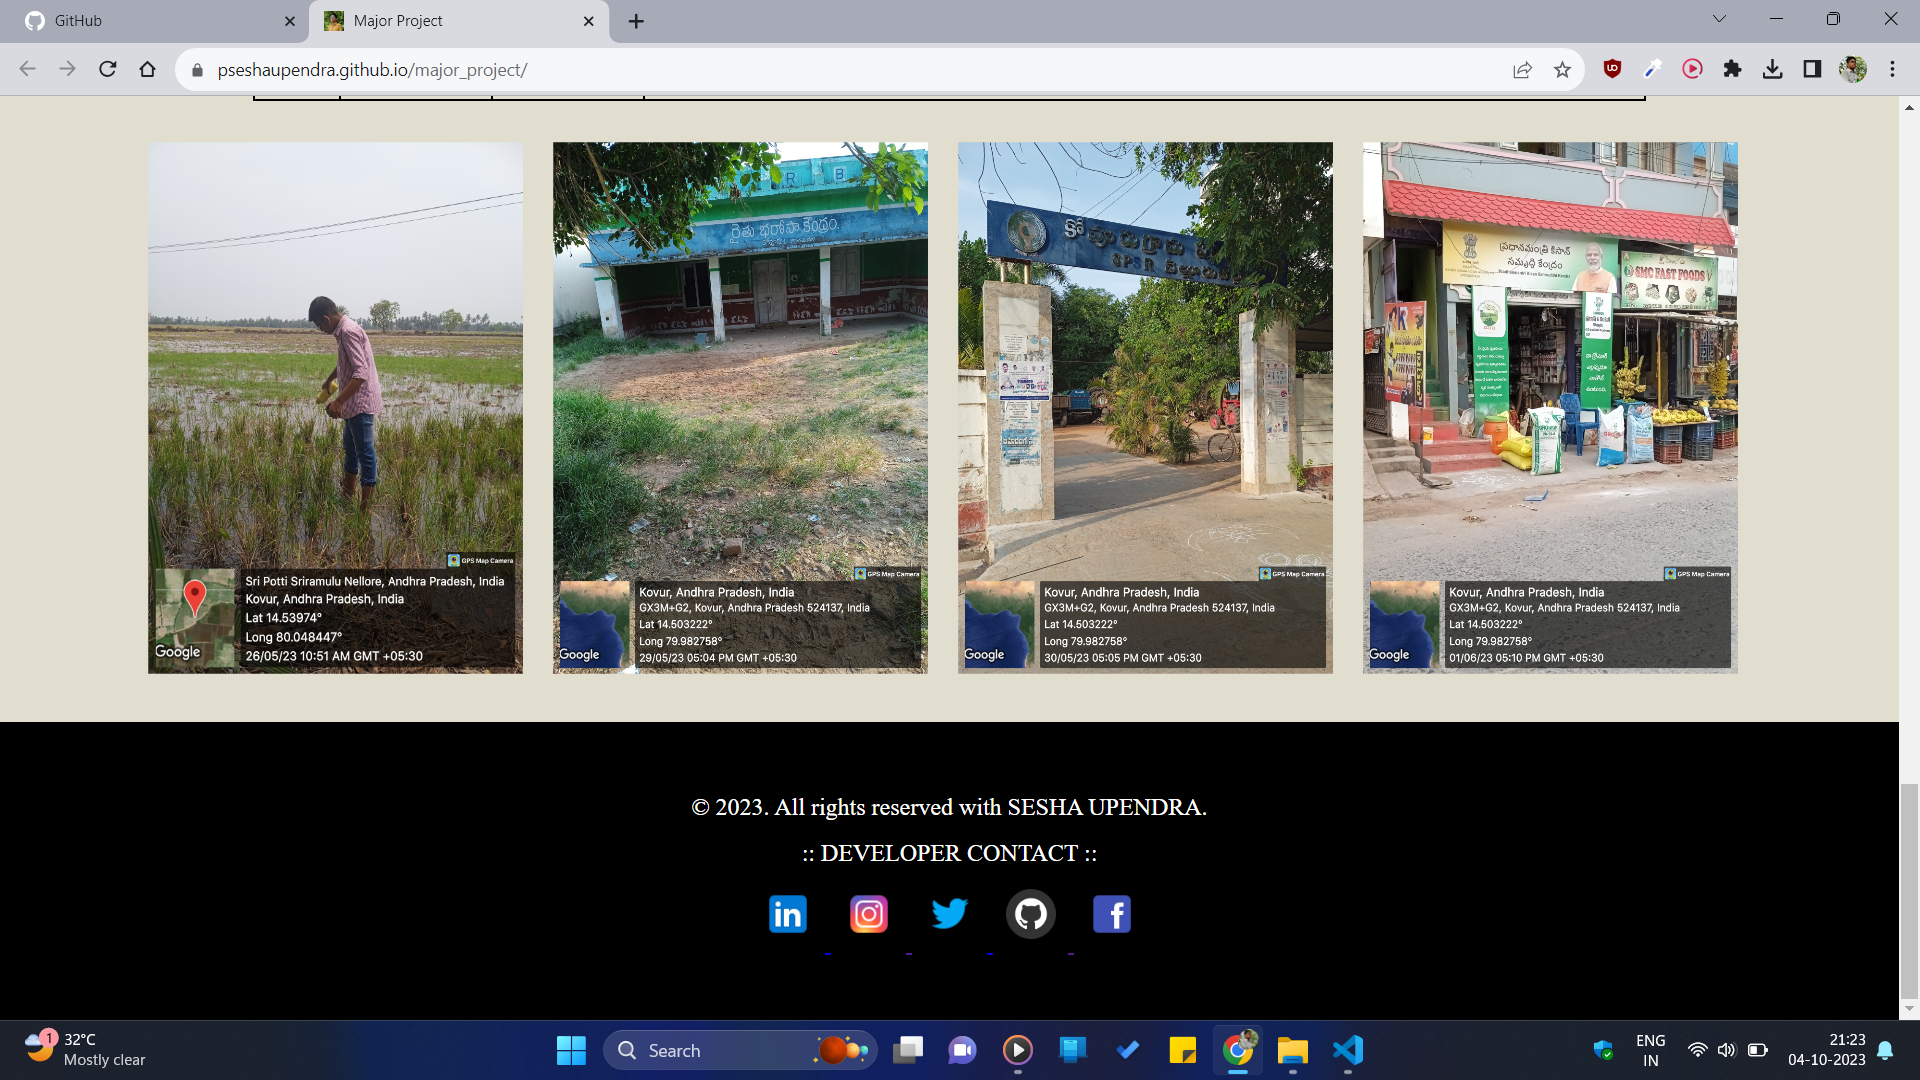 GitHub
Major Project
pseshaupendra.github.io/major_project/
R B
రైతు భరోసా కేంద్రం.
ప్రధానమంత్రి కిసాన్
సమృద్ధి కేంద్రం
SMC FAST FOODS
GPS Map Camera
Sri Potti Sriramulu Nellore, Andhra Pradesh, India
Kovur, Andhra Pradesh, India
Lat 14.53974°
Long 80.048447°
26/05/23 10:51 AM GMT +05:30
Google
GPS Map Camera
Kovur, Andhra Pradesh, India
GX3M+G2, Kovur, Andhra Pradesh 524137, India
Lat 14.503222°
Long 79.982758°
29/05/23 05:04 PM GMT +05:30
Google
GPS Map Camera
Kovur, Andhra Pradesh, India
GX3M+G2, Kovur, Andhra Pradesh 524137, India
Lat 14.503222°
Long 79.982758°
30/05/23 05:05 PM GMT +05:30
Google
GPS Map Camera
Kovur, Andhra Pradesh, India
GX3M+G2, Kovur, Andhra Pradesh 524137, India
Lat 14.503222°
Long 79.982758°
01/06/23 05:10 PM GMT +05:30
Google
© 2023. All rights reserved with SESHA UPENDRA.
:: DEVELOPER CONTACT ::
in
f
1
32°C
Mostly clear
Search
ENG
IN
21:23
04-10-2023